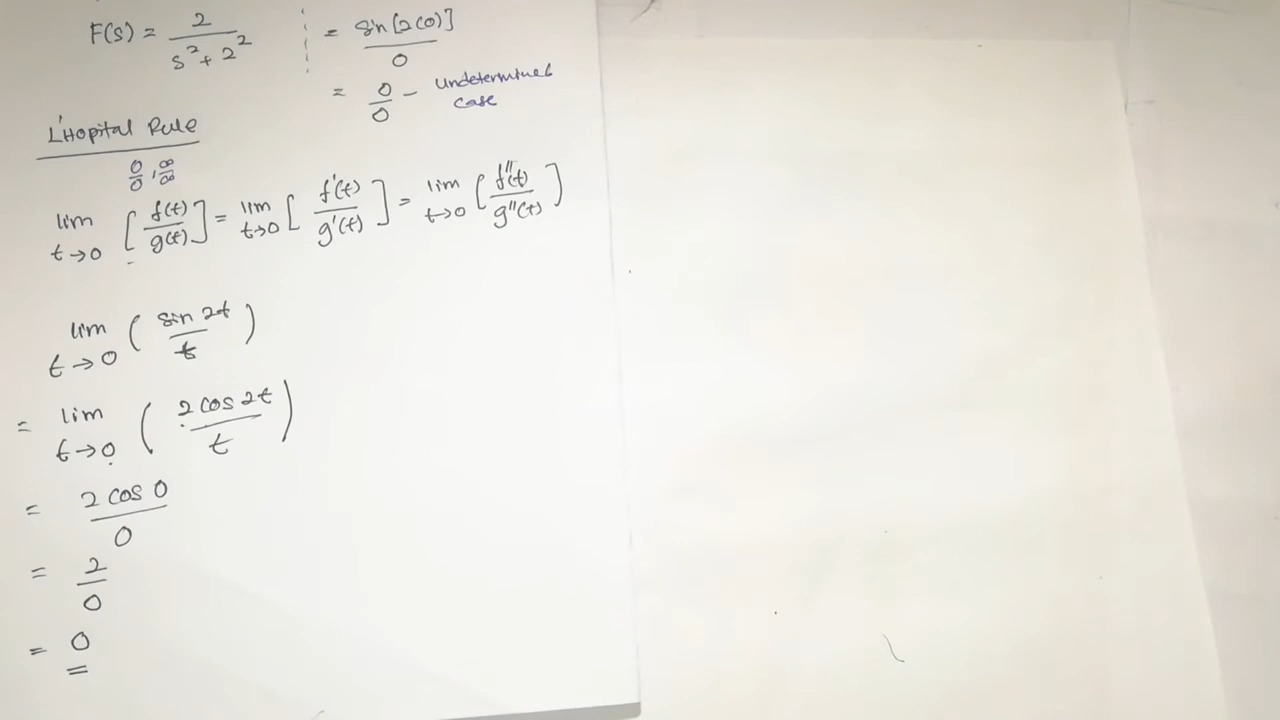 F(s) = 2 / s² + 2²
= sin[2(0)] / 0
= 0/0 - undetermined case
L'Hopital Rule
0/0, ∞/∞
lim t→0 [f(t)/g(t)] = lim t→0 [f'(t)/g'(t)] = lim t→0 [f''(t)/g''(t)]
lim t→0 (sin 2t / t)
= lim t→0 (2 cos 2t / t)
= 2 cos 0 / 0
= 2/0
= 0